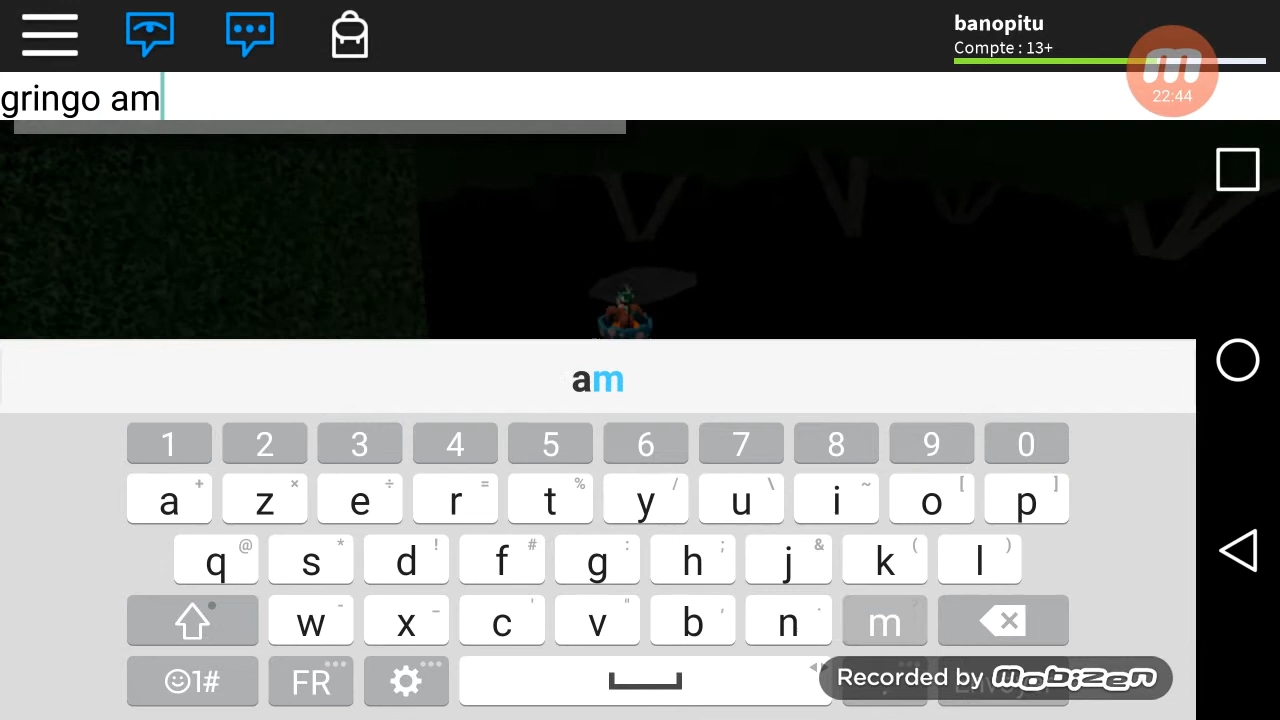 banopitu
Compte : 13+
22:44
gringo am
am
1 2 3 4 5 6 7 8 9 0
a + z × e ÷ r = t % y / u \ i ~ o [ p ]
q @ s * d ! f # g : h ; j & k ( l )
w - x _ c ' v " b , n . m ?
☺1# FR
Recorded by mobizen